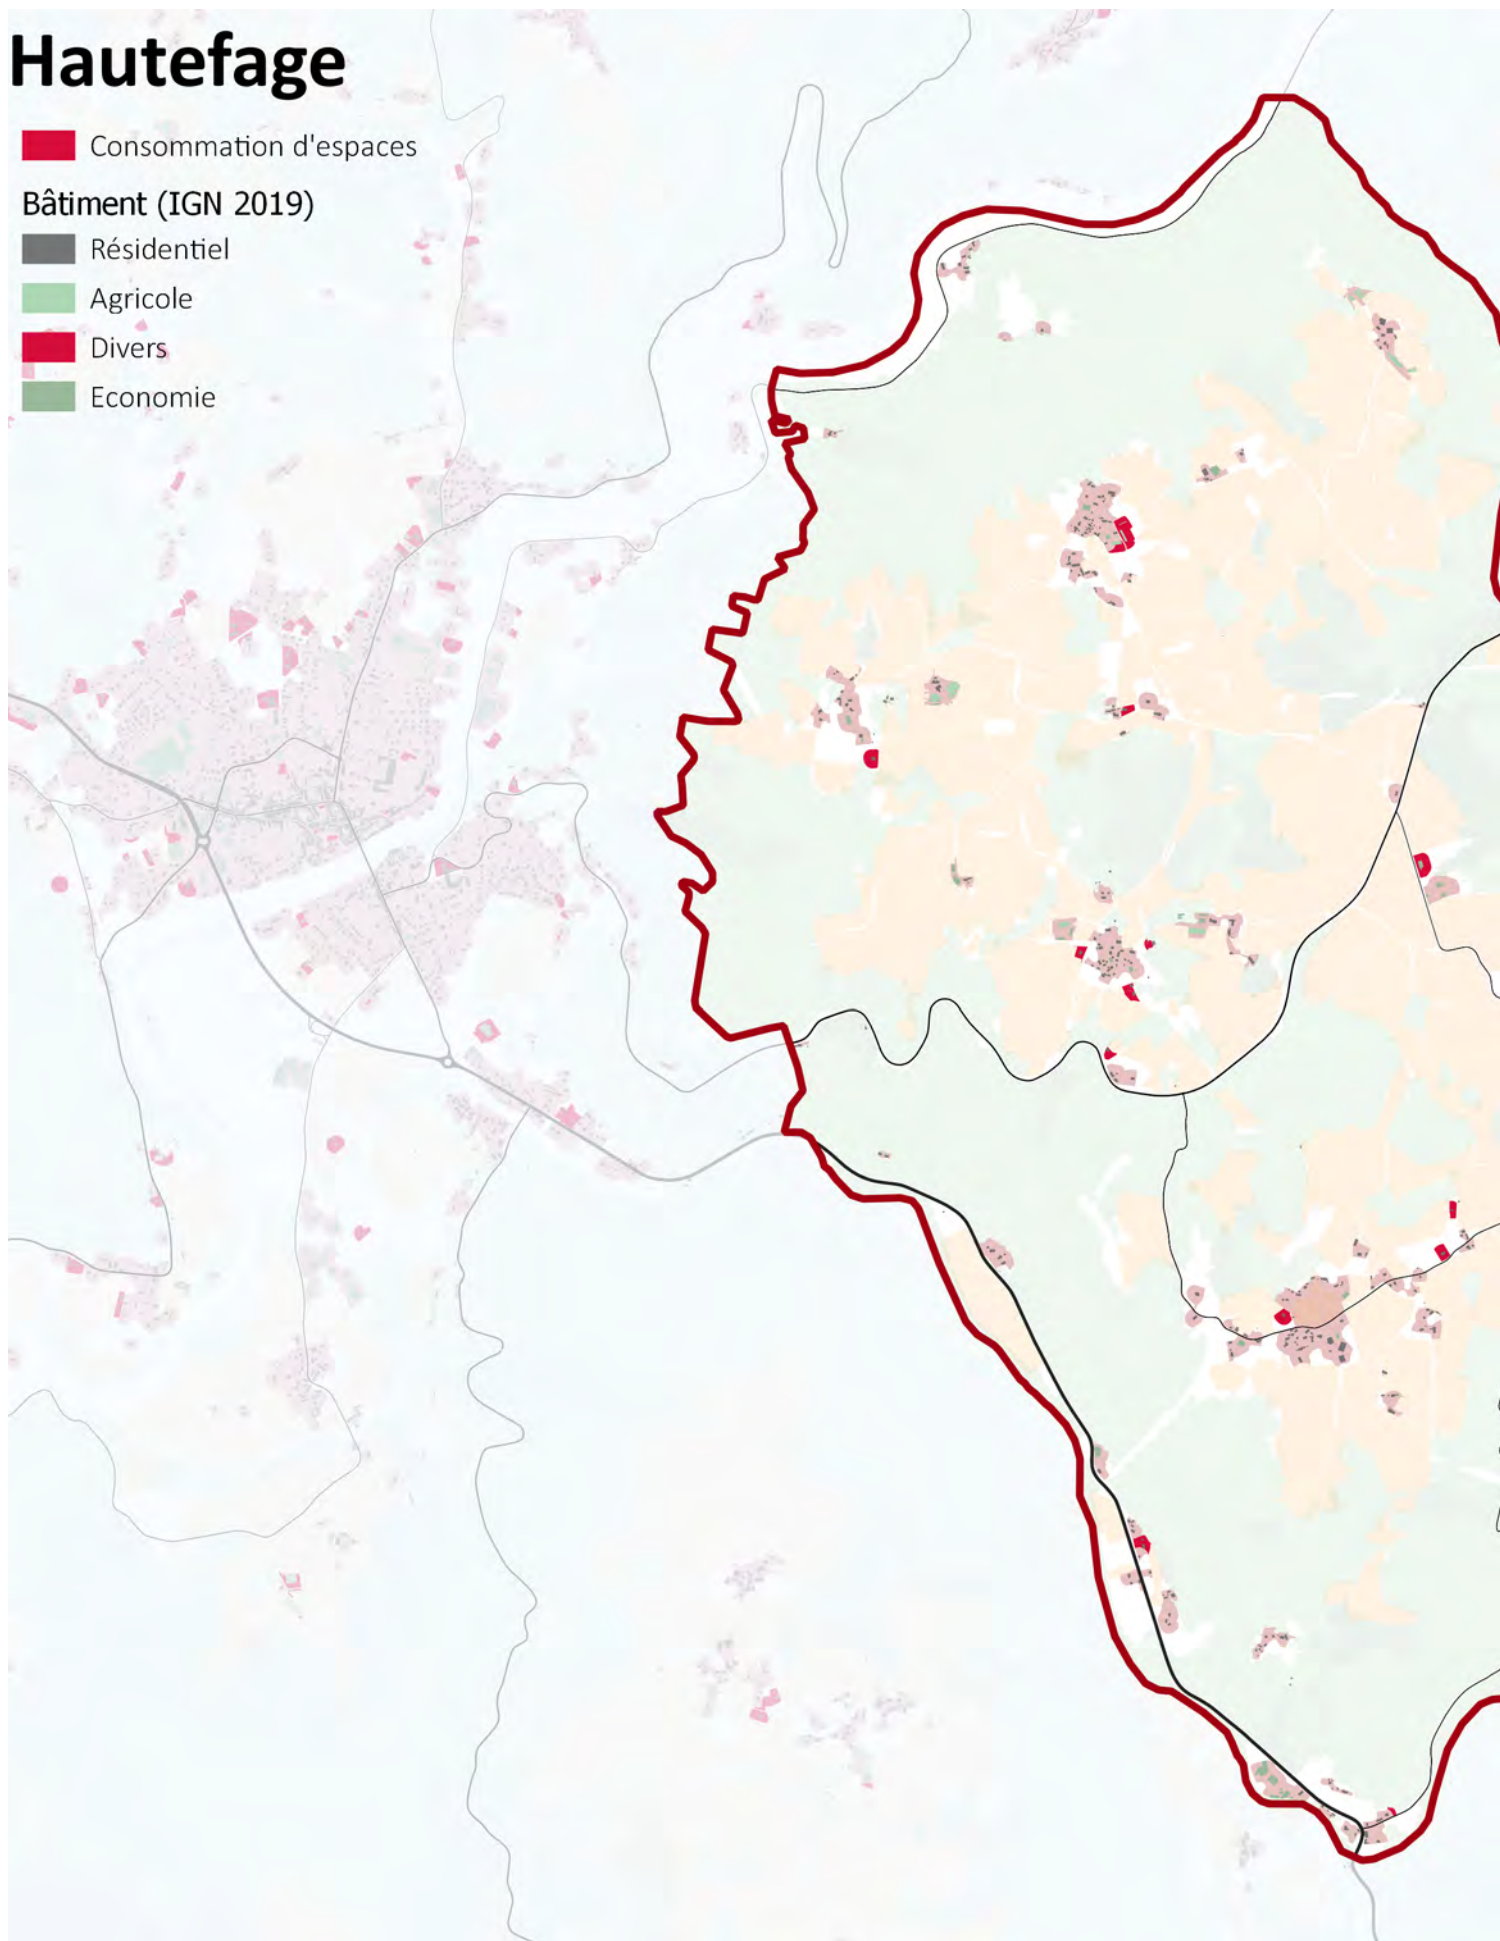 Hautefage
Consommation d'espaces
Bâtiment (IGN 2019)
Résidentiel
Agricole
Divers
Economie